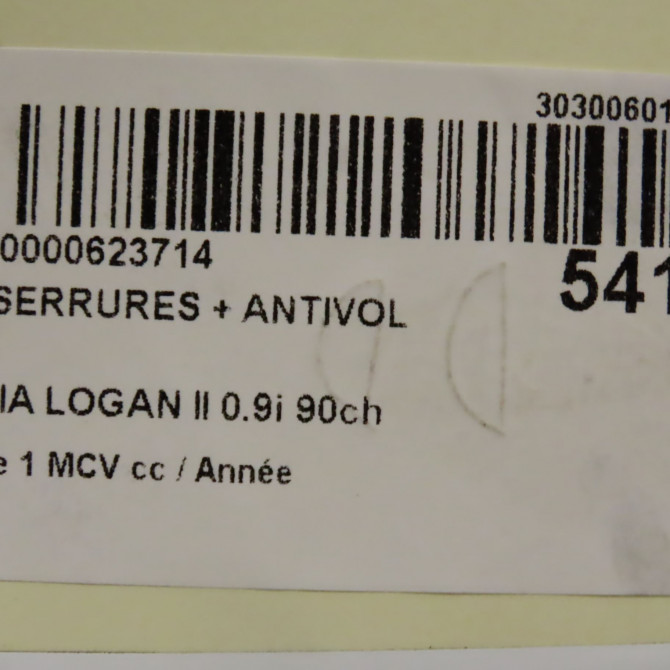 30300601
0000623714
541
SERRURES + ANTIVOL
IA LOGAN II 0.9i 90ch
e 1 MCV cc / Année